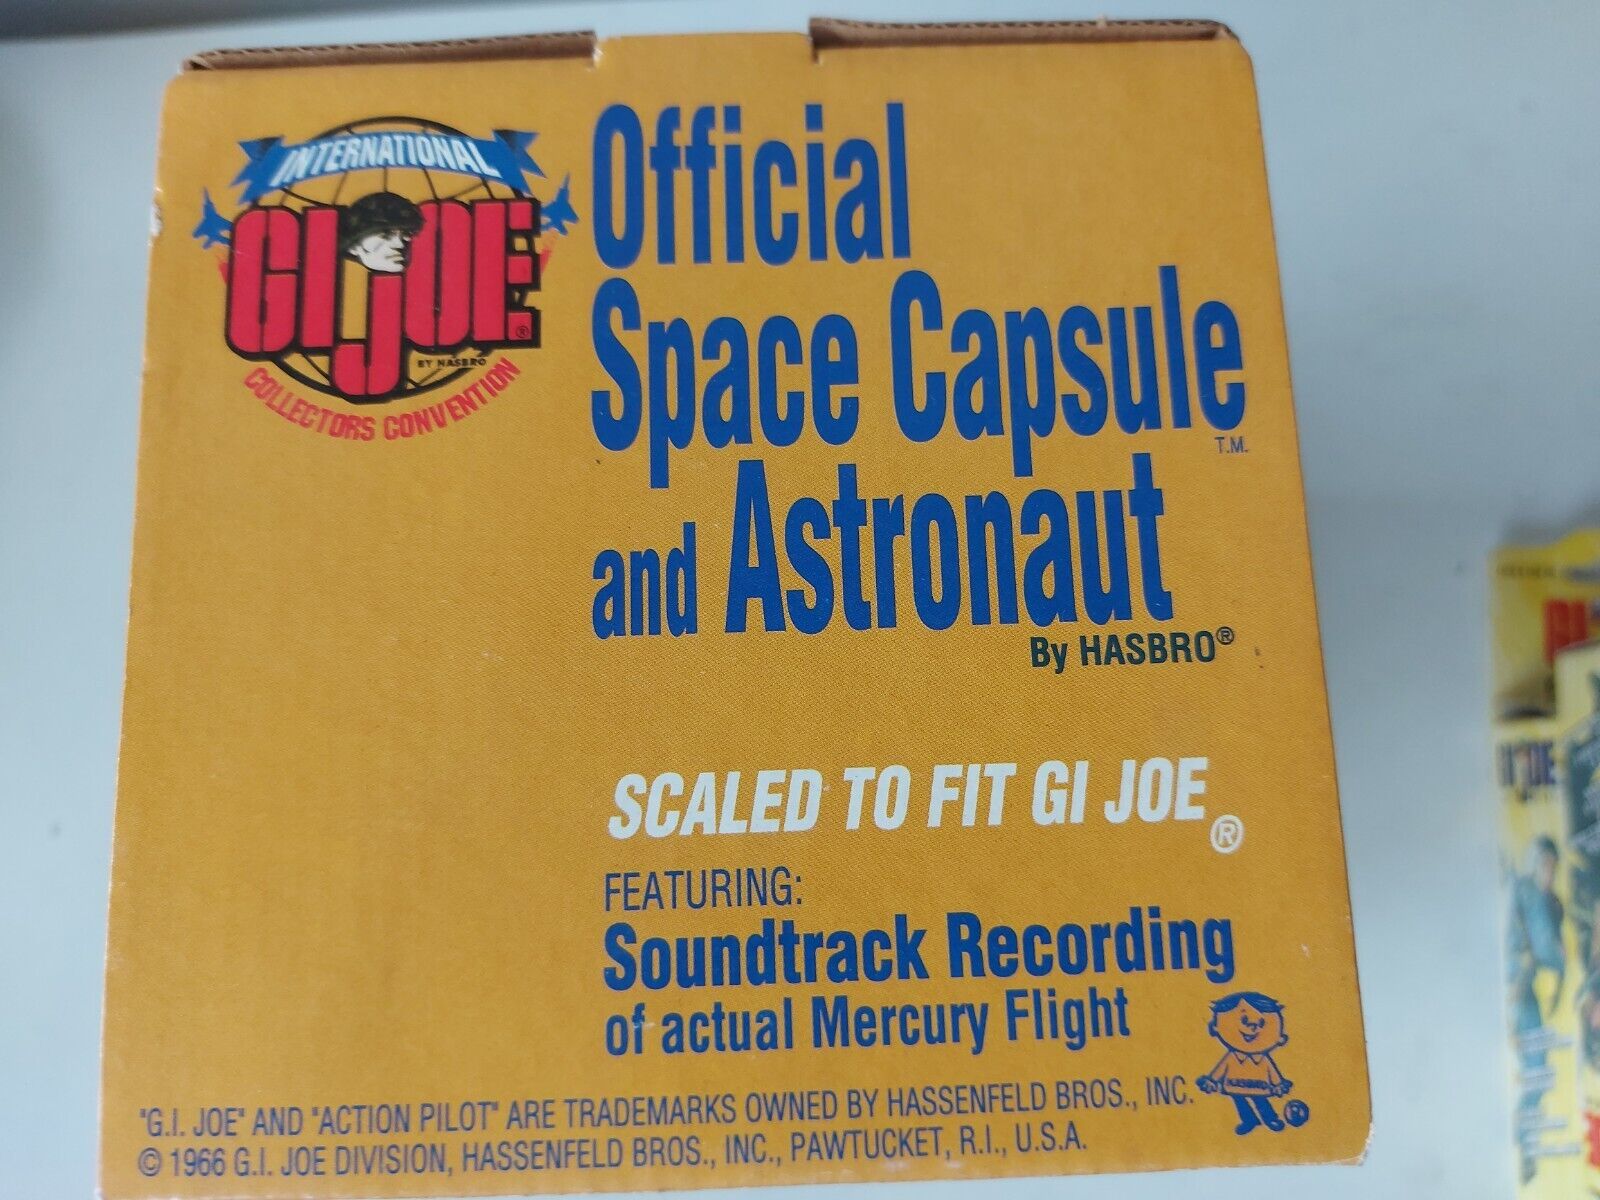 INTERNATIONAL
GI JOE®
BY HASBRO
COLLECTORS CONVENTION
Official
Space Capsule
T.M.
and Astronaut
By HASBRO®
SCALED TO FIT GI JOE®
FEATURING:
Soundtrack Recording
of actual Mercury Flight
HASBRO
®
"G.I. JOE" AND "ACTION PILOT" ARE TRADEMARKS OWNED BY HASSENFELD BROS., INC.
© 1966 G.I. JOE DIVISION, HASSENFELD BROS., INC., PAWTUCKET, R.I., U.S.A.
GI